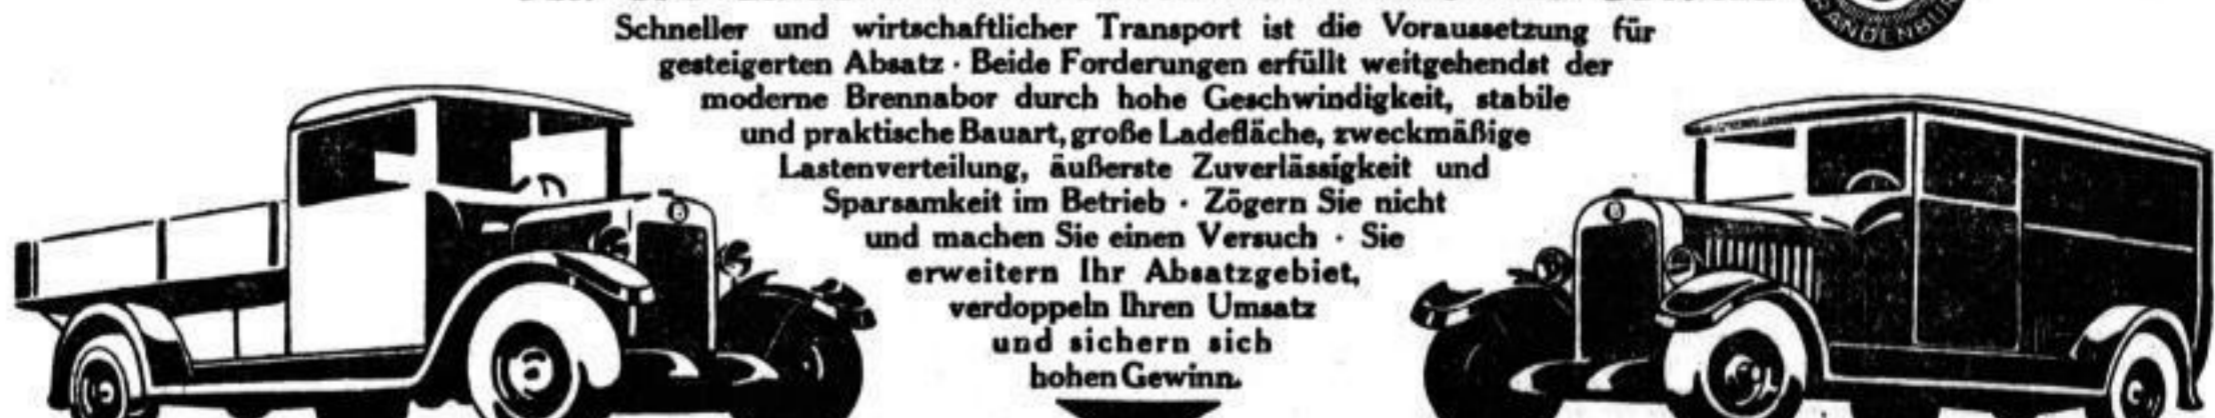 Schneller und wirtschaftlicher Transport ist die Voraussetzung für
gesteigerten Absatz · Beide Forderungen erfüllt weitgehendst der
moderne Brennabor durch hohe Geschwindigkeit, stabile
und praktische Bauart, große Ladefläche, zweckmäßige
Lastenverteilung, äußerste Zuverlässigkeit und
Sparsamkeit im Betrieb · Zögern Sie nicht
und machen Sie einen Versuch · Sie
erweitern Ihr Absatzgebiet,
verdoppeln Ihren Umsatz
und sichern sich
hohen Gewinn.